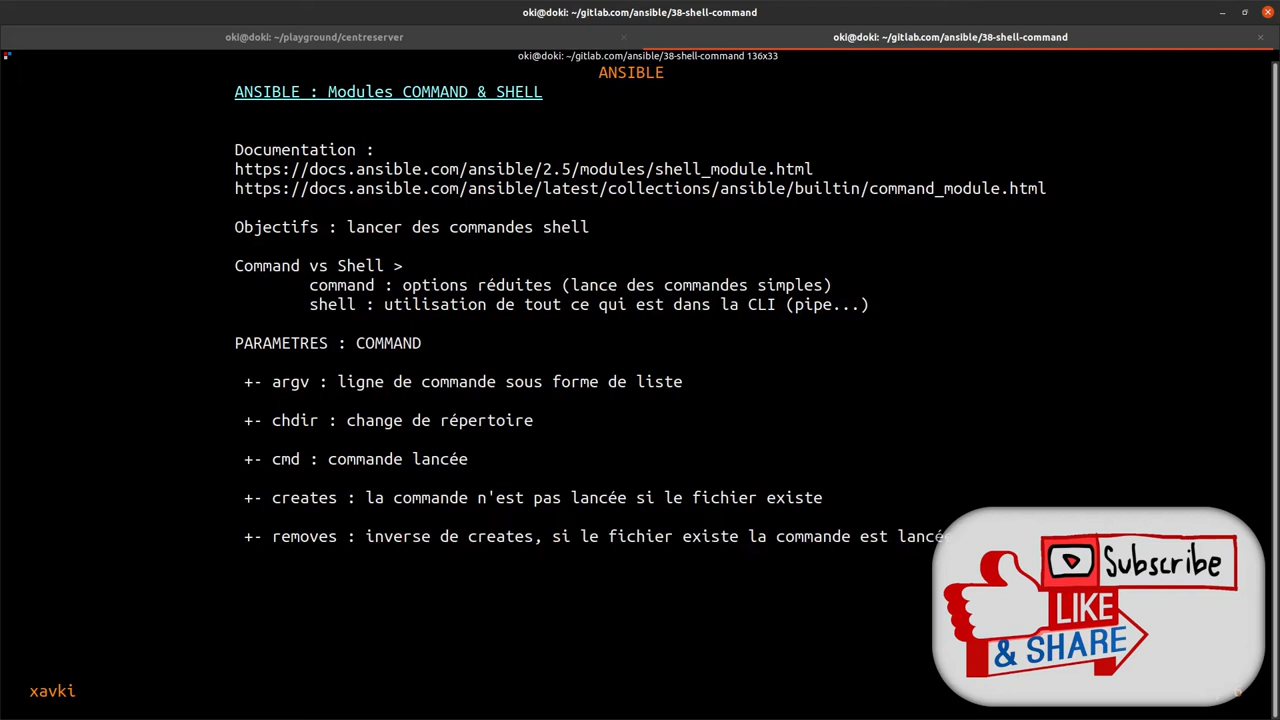 oki@doki: ~/gitlab.com/ansible/38-shell-command
oki@doki: ~/playground/centreserver
oki@doki: ~/gitlab.com/ansible/38-shell-command
oki@doki: ~/gitlab.com/ansible/38-shell-command 136x33
ANSIBLE
ANSIBLE : Modules COMMAND & SHELL
Documentation :
https://docs.ansible.com/ansible/2.5/modules/shell_module.html
https://docs.ansible.com/ansible/latest/collections/ansible/builtin/command_module.html
Objectifs : lancer des commandes shell
Command vs Shell >
command : options réduites (lance des commandes simples)
shell : utilisation de tout ce qui est dans la CLI (pipe...)
PARAMETRES : COMMAND
+- argv : ligne de commande sous forme de liste
+- chdir : change de répertoire
+- cmd : commande lancée
+- creates : la commande n'est pas lancée si le fichier existe
+- removes : inverse de creates, si le fichier existe la commande est lancée
Subscribe
LIKE
& SHARE
xavki